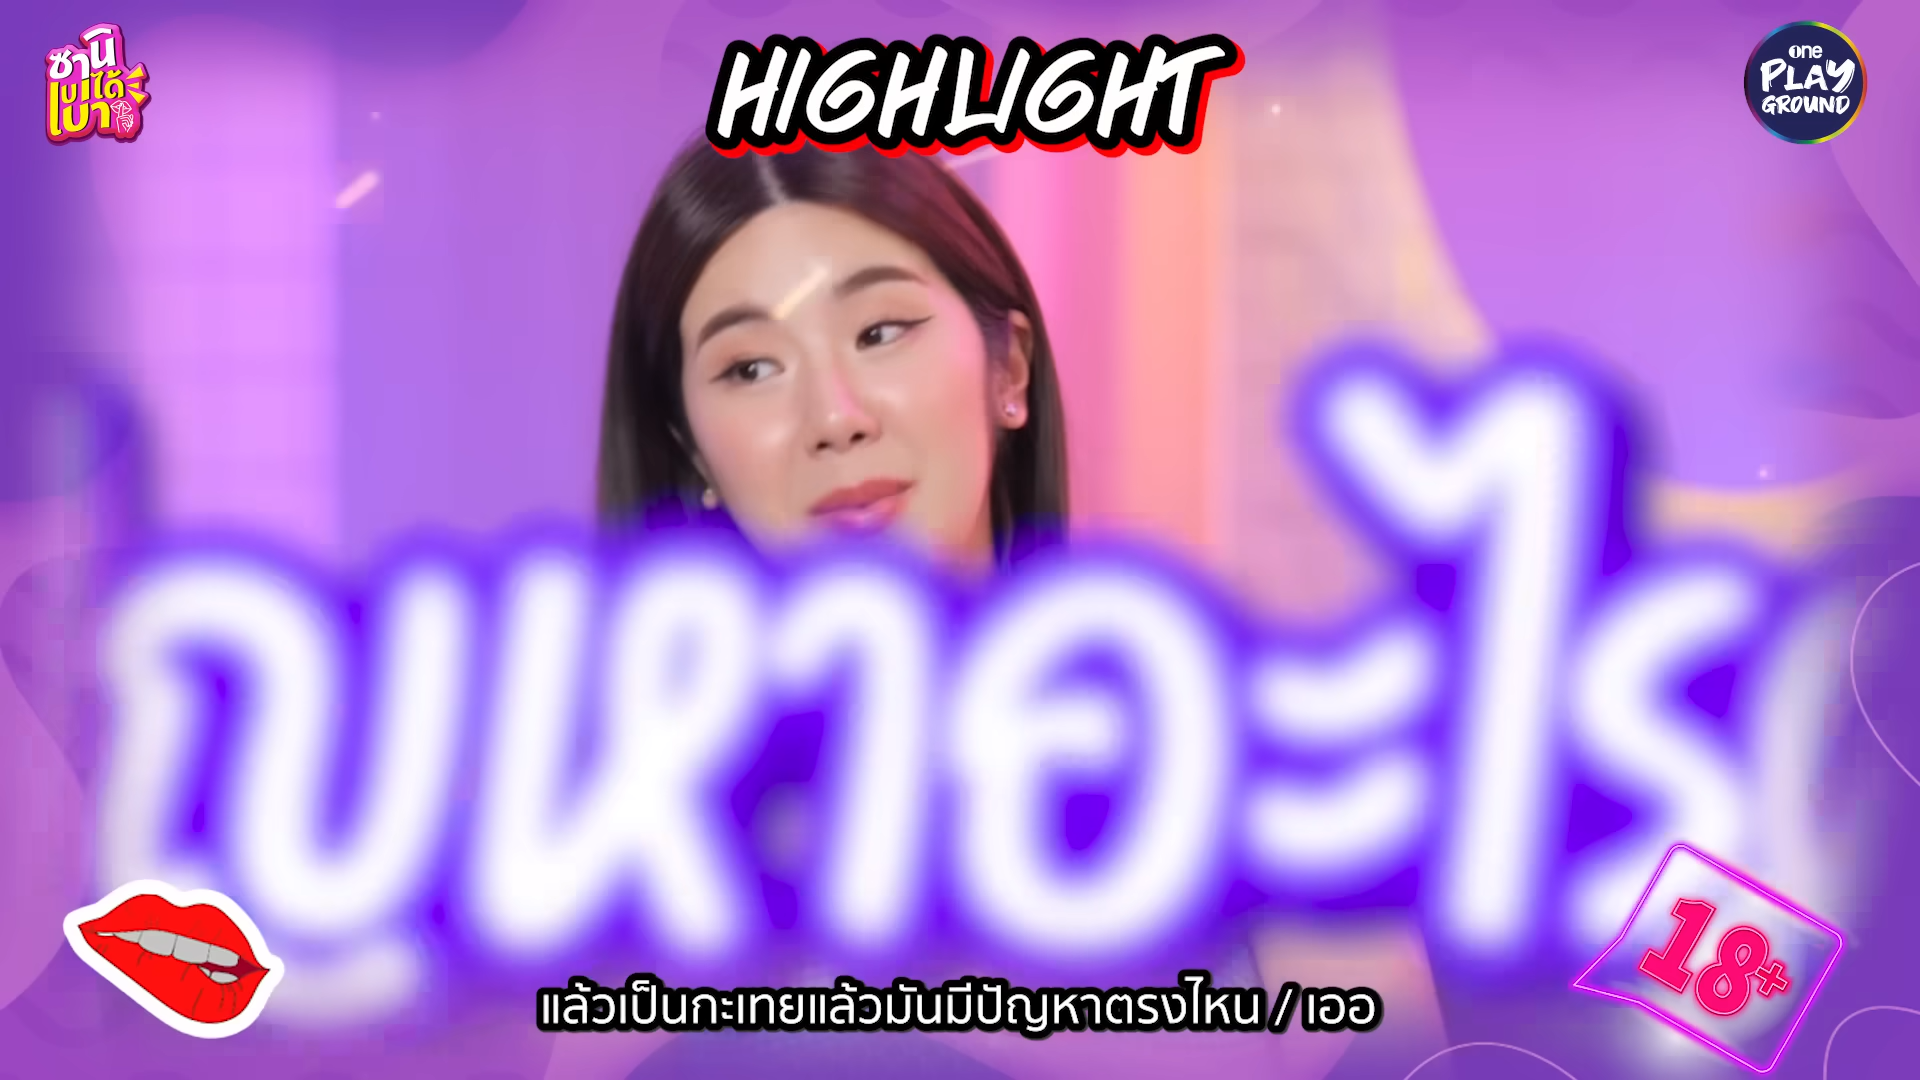 ซานิ
เบาได้
เบา
HIGHLIGHT
one
PLAY
GROUND
ญหาอะไร
18+
แล้วเป็นกะเทยแล้วมันมีปัญหาตรงไหน / เออ